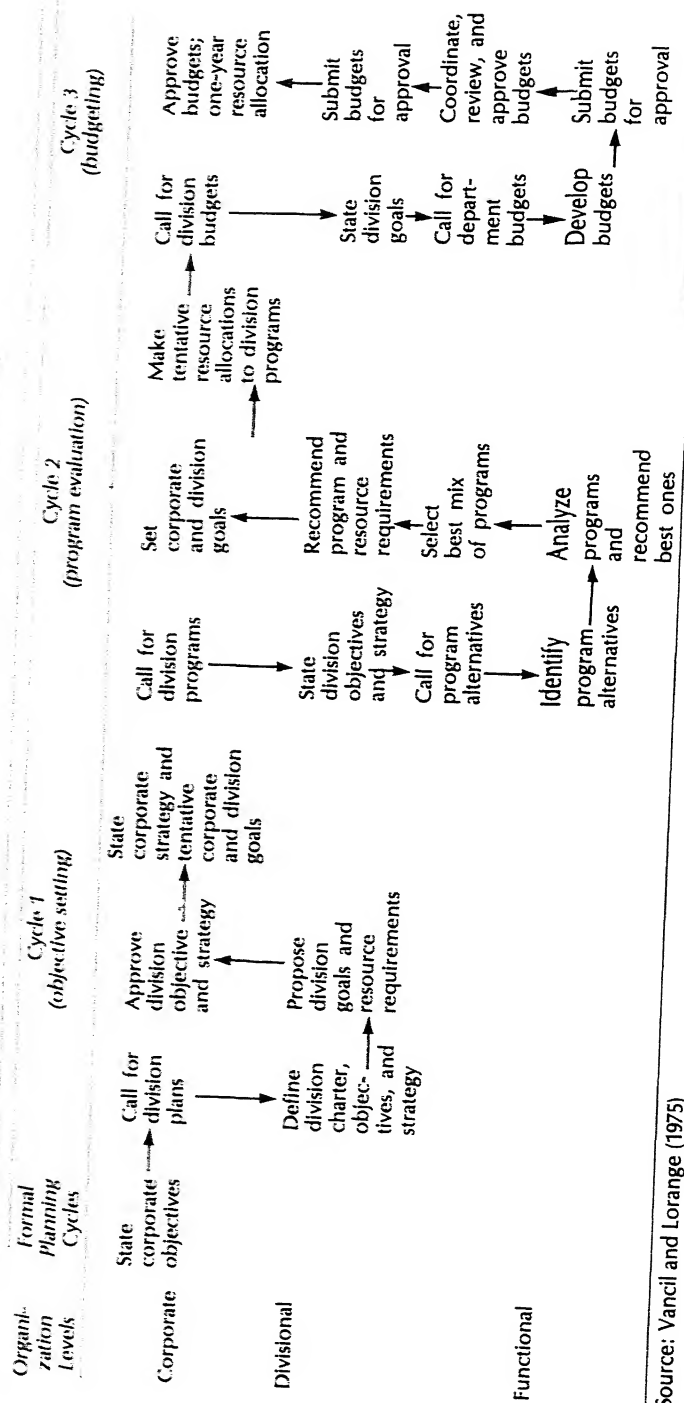 Organi-
zation
Levels
Formal
Planning
Cycles
Cycle 1
(objective setting)
Cycle 2
(program evaluation)
Cycle 3
(budgeting)
Corporate
State
corporate
objectives
Call for
division
plans
Approve
division
objective
and strategy
State
corporate
strategy and
tentative
corporate
and division
goals
Call for
division
programs
Set
corporate
and division
goals
Make
tentative
resource
allocations
to division
programs
Call for
division
budgets
Approve
budgets;
one-year
resource
allocation
Divisional
Define
division
charter,
objec-
tives, and
strategy
Propose
division
goals and
resource
requirements
State
division
objectives
and strategy
Call for
program
alternatives
Recommend
program and
resource
requirements
Select
best mix
of programs
State
division
goals
Call for
depart-
ment
budgets
Submit
budgets
for
approval
Coordinate,
review, and
approve
budgets
Functional
Identify
program
alternatives
Analyze
programs
and
recommend
best ones
Develop
budgets
Submit
budgets
for
approval
Source: Vancil and Lorange (1975)